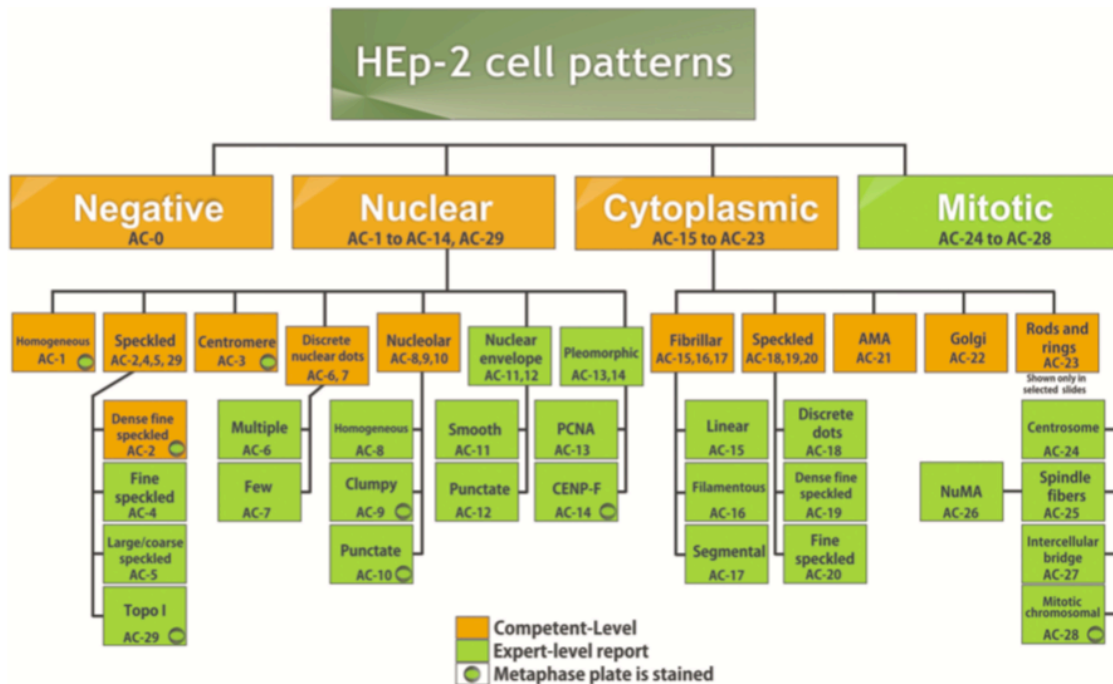 HEp-2 cell patterns
Negative
AC-0
Nuclear
AC-1 to AC-14, AC-29
Cytoplasmic
AC-15 to AC-23
Mitotic
AC-24 to AC-28
Homogeneous
AC-1
Speckled
AC-2,4,5, 29
Centromere
AC-3
Discrete
nuclear dots
AC-6, 7
Nucleolar
AC-8,9,10
Nuclear
envelope
AC-11,12
Pleomorphic
AC-13,14
Fibrillar
AC-15,16,17
Speckled
AC-18,19,20
AMA
AC-21
Golgi
AC-22
Rods and
rings
AC-23
Shown only in
selected slides
Dense fine
speckled
AC-2
Fine
speckled
AC-4
Large/coarse
speckled
AC-5
Topo I
AC-29
Multiple
AC-6
Few
AC-7
Homogeneous
AC-8
Clumpy
AC-9
Punctate
AC-10
Smooth
AC-11
Punctate
AC-12
PCNA
AC-13
CENP-F
AC-14
Linear
AC-15
Filamentous
AC-16
Segmental
AC-17
Discrete
dots
AC-18
Dense fine
speckled
AC-19
Fine
speckled
AC-20
Centrosome
AC-24
NuMA
AC-26
Spindle
fibers
AC-25
Intercellular
bridge
AC-27
Mitotic
chromosomal
AC-28
Competent-Level
Expert-level report
Metaphase plate is stained